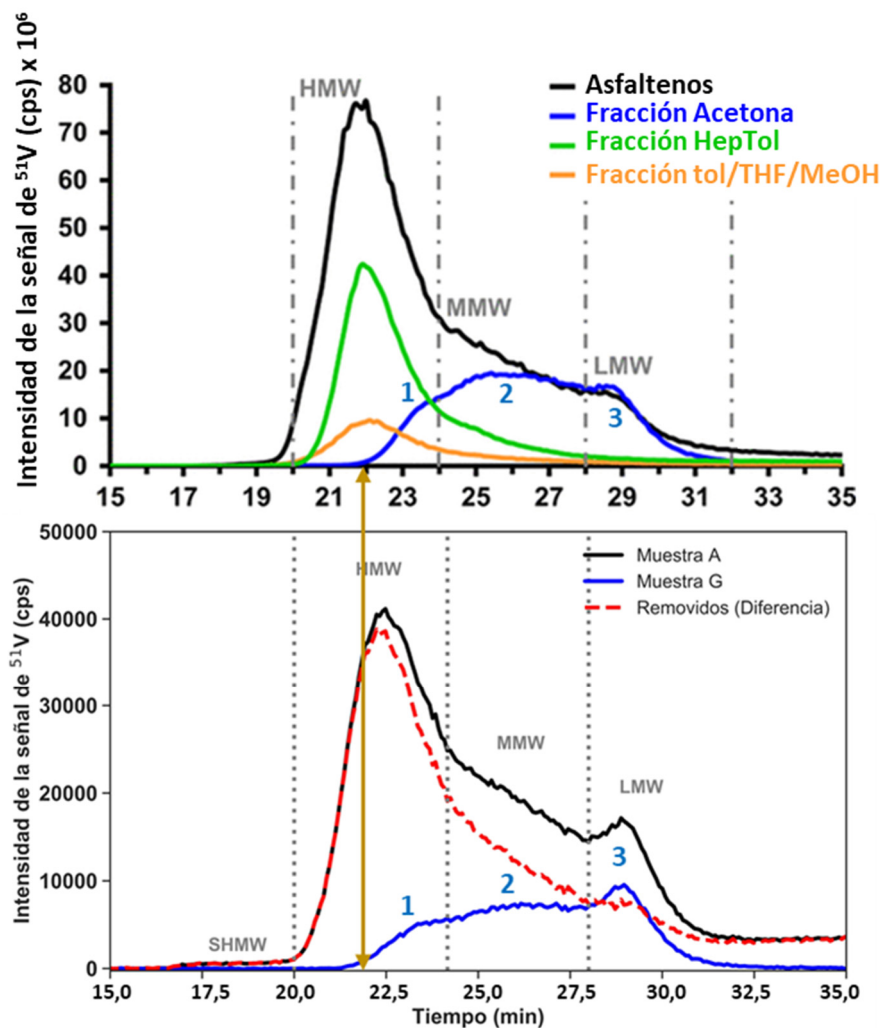 Intensidad de la señal de ⁵¹V (cps) x 10⁶
80
70
60
50
40
30
20
10
0
HMW
MMW
LMW
Asfaltenos
Fracción Acetona
Fracción HepTol
Fracción tol/THF/MeOH
1
2
3
15 17 19 21 23 25 27 29 31 33 35
Intensidad de la señal de ⁵¹V (cps)
50000
40000
30000
20000
10000
0
SHMW
HMW
MMW
LMW
Muestra A
Muestra G
Removidos (Diferencia)
1
2
3
15,0 17,5 20,0 22,5 25,0 27,5 30,0 32,5 35,0
Tiempo (min)